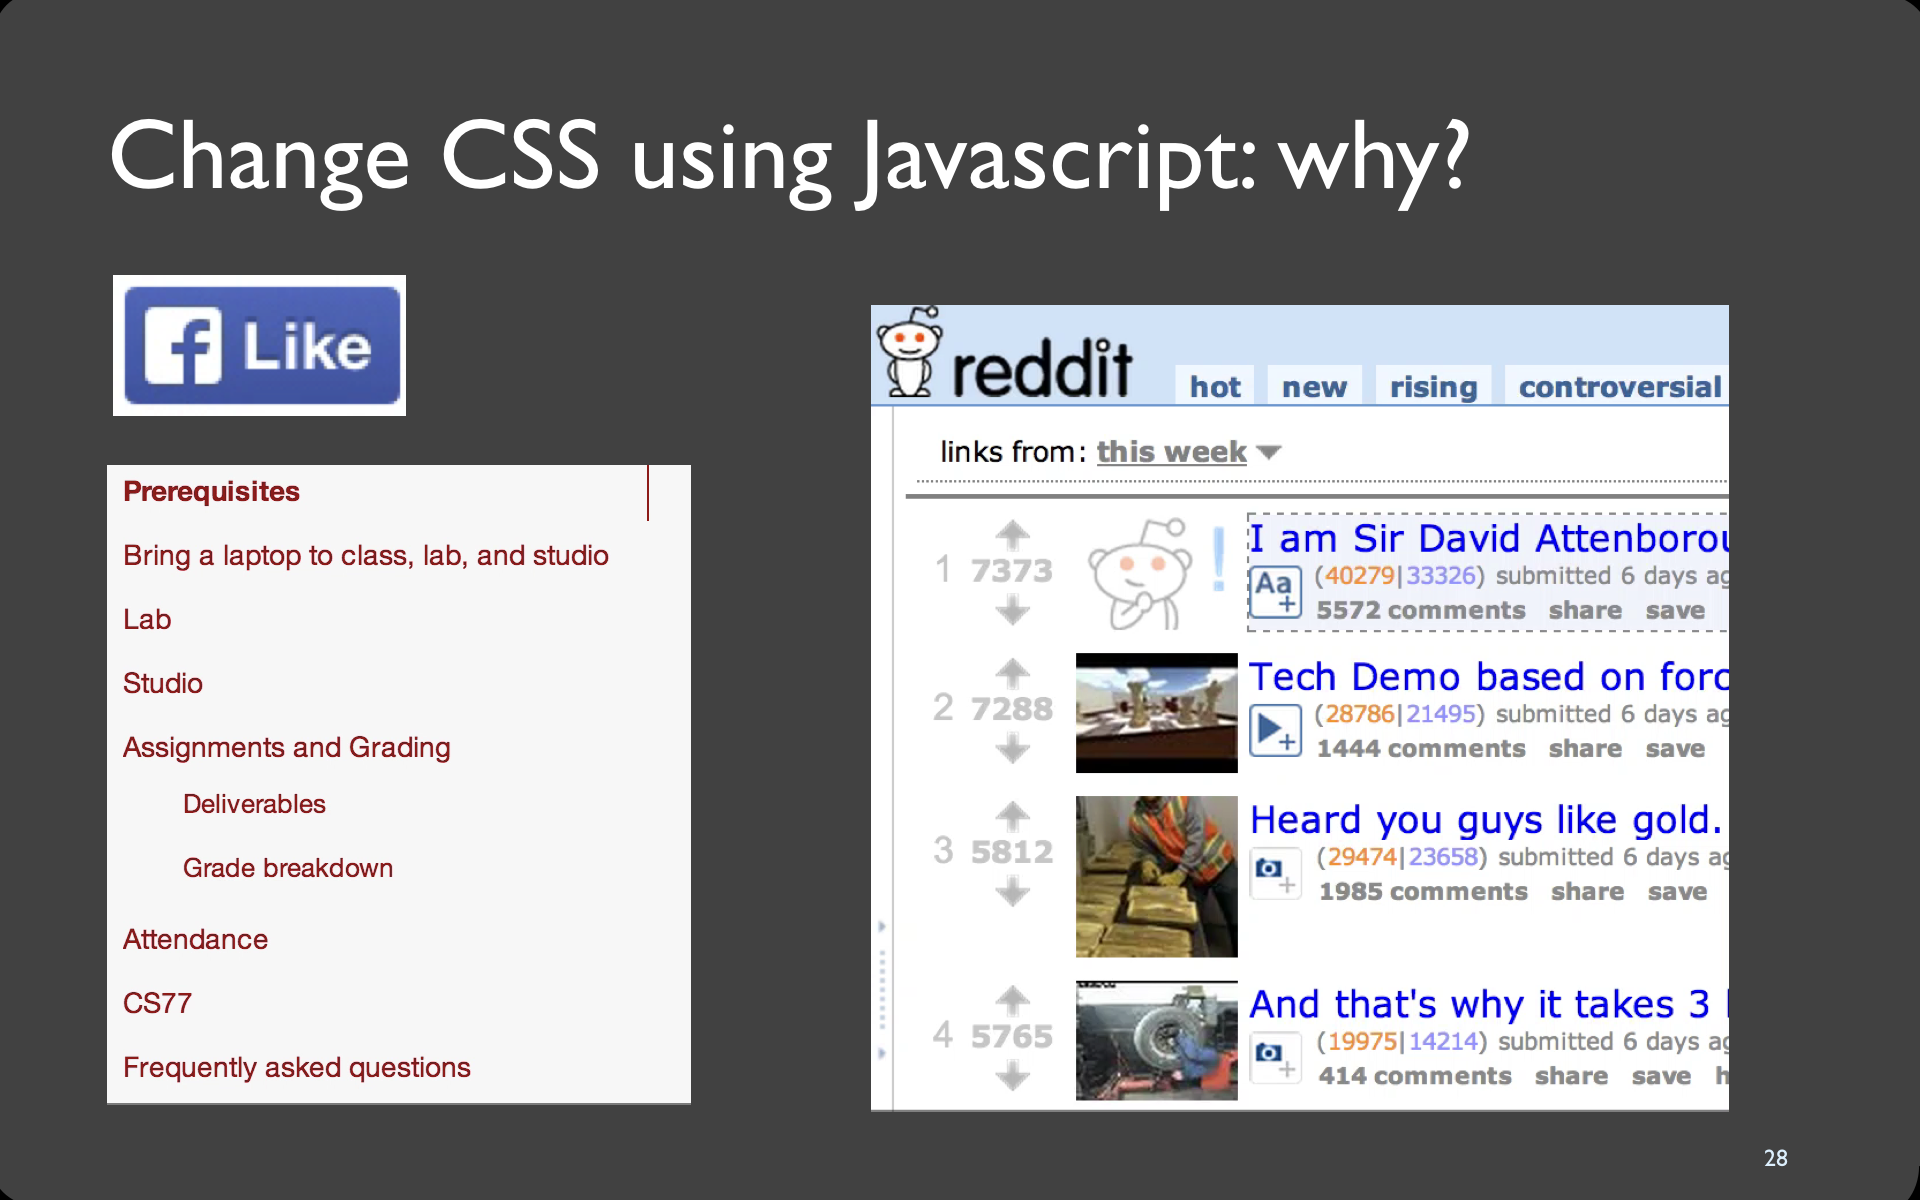 Change CSS using Javascript: why?
f Like
Prerequisites
Bring a laptop to class, lab, and studio
Lab
Studio
Assignments and Grading
Deliverables
Grade breakdown
Attendance
CS77
Frequently asked questions
reddit hot new rising controversial
links from: this week
1 7373 I am Sir David Attenborou
Aa+ (40279|33326) submitted 6 days ag
5572 comments share save
2 7288 Tech Demo based on forc
(28786|21495) submitted 6 days ag
1444 comments share save
3 5812 Heard you guys like gold.
(29474|23658) submitted 6 days ag
1985 comments share save
4 5765 And that's why it takes 3
(19975|14214) submitted 6 days ag
414 comments share save h
28